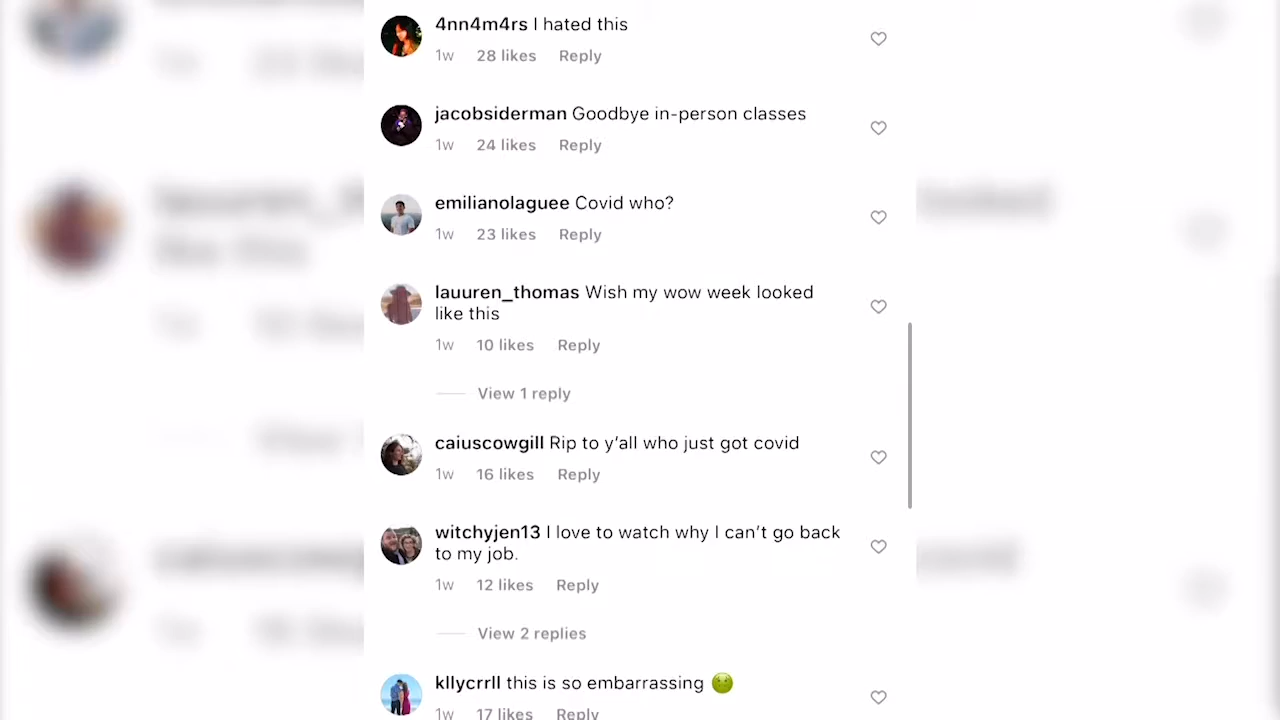 4nn4m4rs I hated this
1w 28 likes Reply
jacobsiderman Goodbye in-person classes
1w 24 likes Reply
emilianolaguee Covid who?
1w 23 likes Reply
lauuren_thomas Wish my wow week looked
like this
1w 10 likes Reply
View 1 reply
caiuscowgill Rip to y'all who just got covid
1w 16 likes Reply
witchyjen13 I love to watch why I can't go back
to my job.
1w 12 likes Reply
View 2 replies
kllycrrll this is so embarrassing 🤢
1w 17 likes Reply